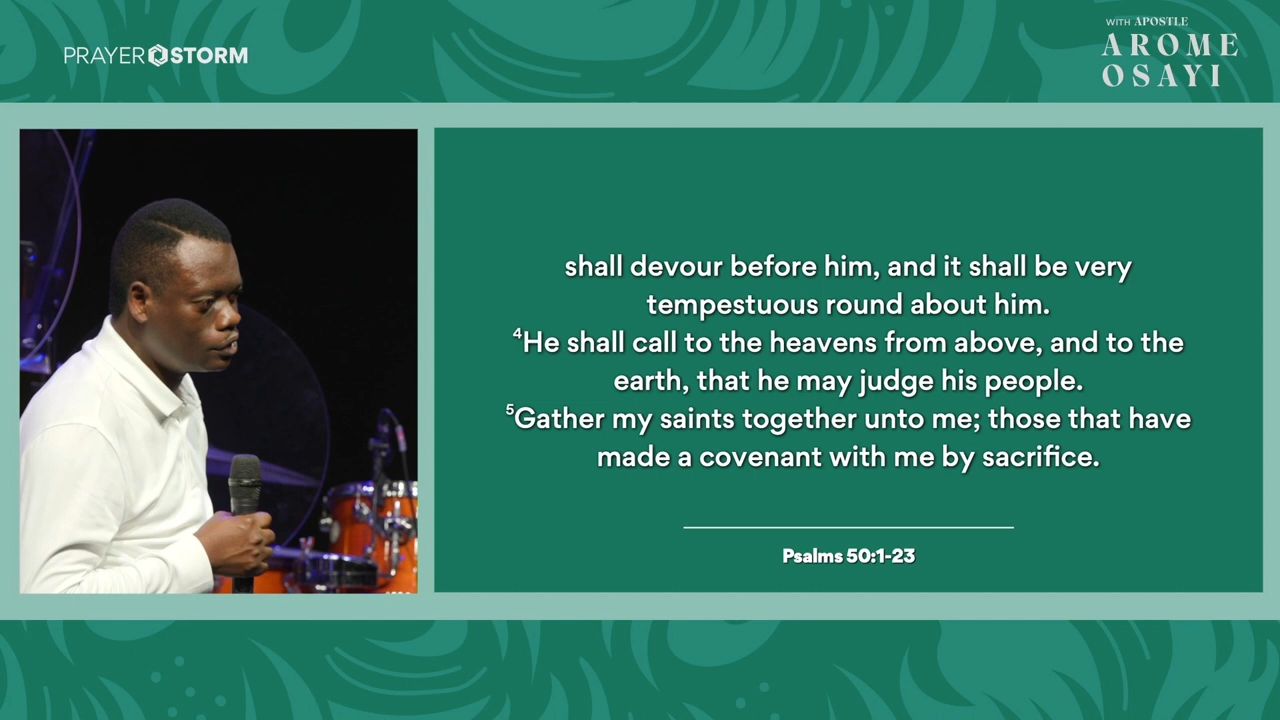 PRAYER STORM
WITH APOSTLE
AROME
OSAYI
shall devour before him, and it shall be very
tempestuous round about him.
4He shall call to the heavens from above, and to the
earth, that he may judge his people.
5Gather my saints together unto me; those that have
made a covenant with me by sacrifice.
Psalms 50:1-23